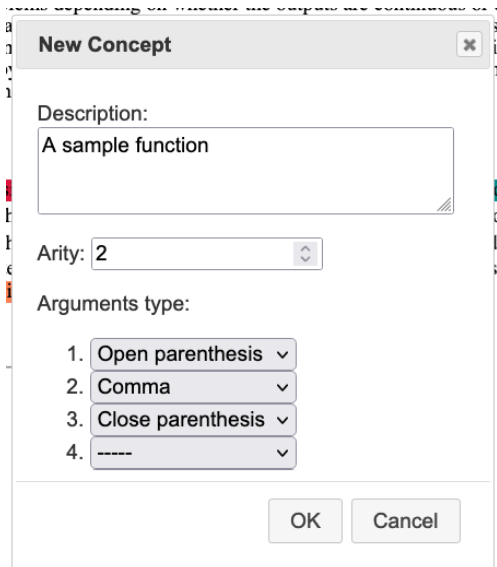 New Concept
Description:
A sample function
Arity: 2
Arguments type:
1. Open parenthesis
2. Comma
3. Close parenthesis
4. -----
OK Cancel